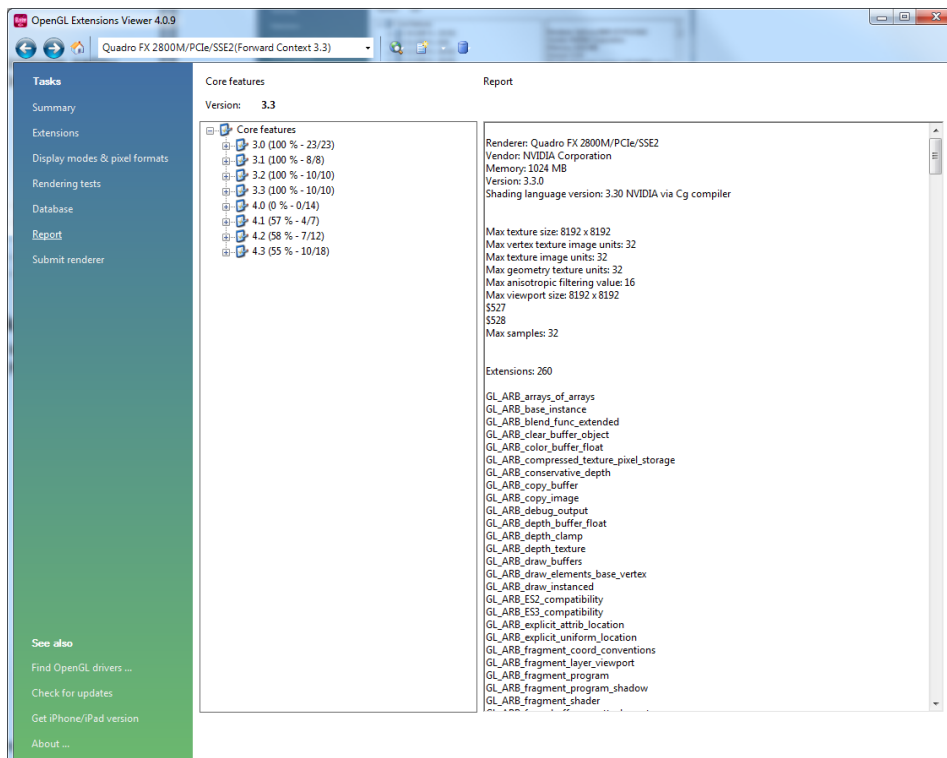 OpenGL Extensions Viewer 4.0.9
Quadro FX 2800M/PCIe/SSE2(Forward Context 3.3)
Tasks
Summary
Extensions
Display modes & pixel formats
Rendering tests
Database
Report
Submit renderer
See also
Find OpenGL drivers ...
Check for updates
Get iPhone/iPad version
About ...
Core features
Version: 3.3
Core features
3.0 (100 % - 23/23)
3.1 (100 % - 8/8)
3.2 (100 % - 10/10)
3.3 (100 % - 10/10)
4.0 (0 % - 0/14)
4.1 (57 % - 4/7)
4.2 (58 % - 7/12)
4.3 (55 % - 10/18)
Report
Renderer: Quadro FX 2800M/PCIe/SSE2
Vendor: NVIDIA Corporation
Memory: 1024 MB
Version: 3.3.0
Shading language version: 3.30 NVIDIA via Cg compiler
Max texture size: 8192 x 8192
Max vertex texture image units: 32
Max texture image units: 32
Max geometry texture units: 32
Max anisotropic filtering value: 16
Max viewport size: 8192 x 8192
$527
$528
Max samples: 32
Extensions: 260
GL_ARB_arrays_of_arrays
GL_ARB_base_instance
GL_ARB_blend_func_extended
GL_ARB_clear_buffer_object
GL_ARB_color_buffer_float
GL_ARB_compressed_texture_pixel_storage
GL_ARB_conservative_depth
GL_ARB_copy_buffer
GL_ARB_copy_image
GL_ARB_debug_output
GL_ARB_depth_buffer_float
GL_ARB_depth_clamp
GL_ARB_depth_texture
GL_ARB_draw_buffers
GL_ARB_draw_elements_base_vertex
GL_ARB_draw_instanced
GL_ARB_ES2_compatibility
GL_ARB_ES3_compatibility
GL_ARB_explicit_attrib_location
GL_ARB_explicit_uniform_location
GL_ARB_fragment_coord_conventions
GL_ARB_fragment_layer_viewport
GL_ARB_fragment_program
GL_ARB_fragment_program_shadow
GL_ARB_fragment_shader